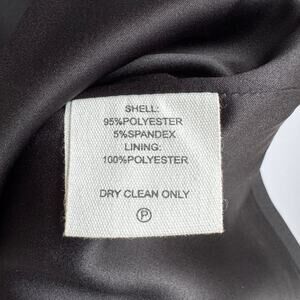 SHELL:
95%POLYESTER
5%SPANDEX
LINING:
100%POLYESTER
DRY CLEAN ONLY
P